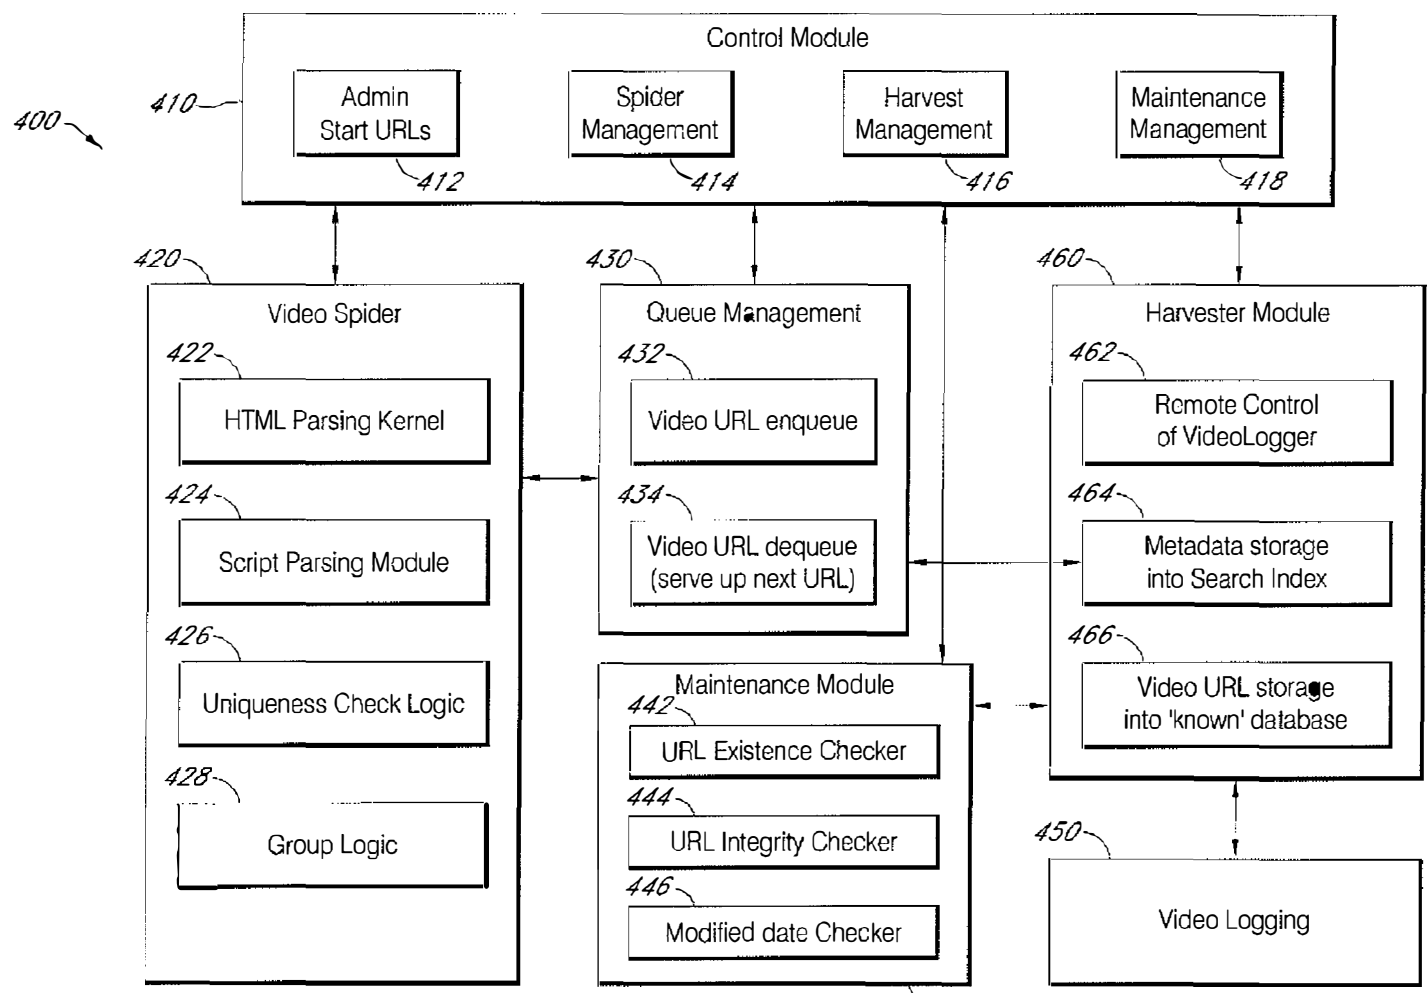 Control Module
410
400
Admin
Start URLs
412
Spider
Management
414
Harvest
Management
416
Maintenance
Management
418
420
Video Spider
422
HTML Parsing Kernel
424
Script Parsing Module
426
Uniqueness Check Logic
428
Group Logic
430
Queue Management
432
Video URL enqueue
434
Video URL dequeue
(serve up next URL)
Maintenance Module
442
URL Existence Checker
444
URL Integrity Checker
446
Modified date Checker
460
Harvester Module
462
Remote Control
of VideoLogger
464
Metadata storage
into Search Index
466
Video URL storage
into 'known' database
450
Video Logging